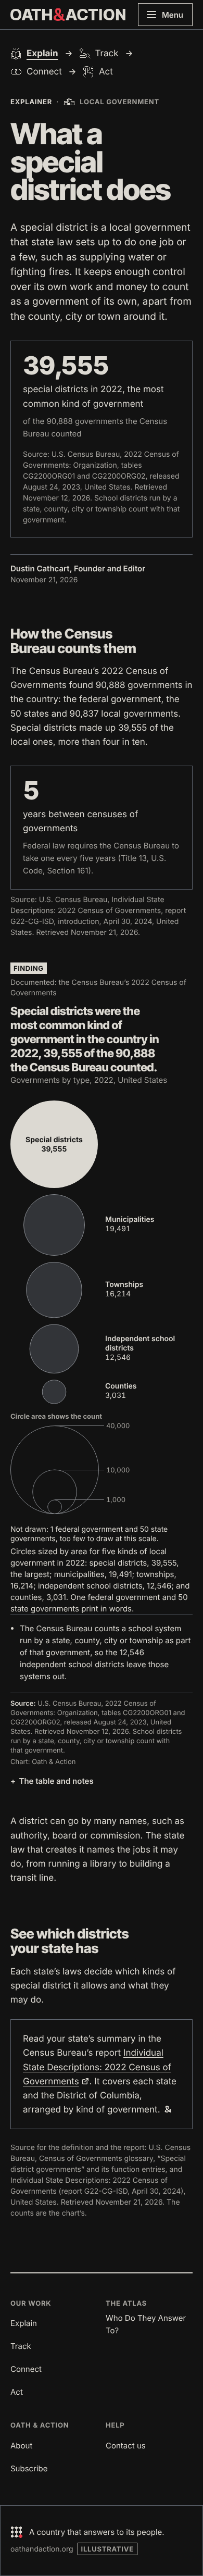 OATH&ACTION
Menu
Explain → Track →
Connect → Act
EXPLAINER · LOCAL GOVERNMENT
What a
special
district does
A special district is a local government
that state law sets up to do one job or
a few, such as supplying water or
fighting fires. It keeps enough control
over its own work and money to count
as a government of its own, apart from
the county, city or town around it.
39,555
special districts in 2022, the most
common kind of government
of the 90,888 governments the Census
Bureau counted
Source: U.S. Census Bureau, 2022 Census of
Governments: Organization, tables
CG2200ORG01 and CG2200ORG02, released
August 24, 2023, United States. Retrieved
November 12, 2026. School districts run by a
state, county, city or township count with that
government.
Dustin Cathcart, Founder and Editor
November 21, 2026
How the Census
Bureau counts them
The Census Bureau's 2022 Census of
Governments found 90,888 governments in
the country: the federal government, the
50 states and 90,837 local governments.
Special districts made up 39,555 of the
local ones, more than four in ten.
5
years between censuses of
governments
Federal law requires the Census Bureau to
take one every five years (Title 13, U.S.
Code, Section 161).
Source: U.S. Census Bureau, Individual State
Descriptions: 2022 Census of Governments, report
G22-CG-ISD, introduction, April 30, 2024, United
States. Retrieved November 21, 2026.
FINDING
Documented: the Census Bureau's 2022 Census of
Governments
Special districts were the
most common kind of
government in the country in
2022, 39,555 of the 90,888
the Census Bureau counted.
Governments by type, 2022, United States
Special districts
39,555
Municipalities
19,491
Townships
16,214
Independent school
districts
12,546
Counties
3,031
Circle area shows the count
40,000
10,000
1,000
Not drawn: 1 federal government and 50 state
governments, too few to draw at this scale.
Circles sized by area for five kinds of local
government in 2022: special districts, 39,555,
the largest; municipalities, 19,491; townships,
16,214; independent school districts, 12,546; and
counties, 3,031. One federal government and 50
state governments print in words.
• The Census Bureau counts a school system
run by a state, county, city or township as part
of that government, so the 12,546
independent school districts leave those
systems out.
Source: U.S. Census Bureau, 2022 Census of
Governments: Organization, tables CG2200ORG01 and
CG2200ORG02, released August 24, 2023, United
States. Retrieved November 12, 2026. School districts
run by a state, county, city or township count with
that government.
Chart: Oath & Action
+ The table and notes
A district can go by many names, such as
authority, board or commission. The state
law that creates it names the jobs it may
do, from running a library to building a
transit line.
See which districts
your state has
Each state's law decides which kinds of
special district it allows and what they
may do.
Read your state's summary in the
Census Bureau's report Individual
State Descriptions: 2022 Census of
Governments. It covers each state
and the District of Columbia,
arranged by kind of government. &
Source for the definition and the report: U.S. Census
Bureau, Census of Governments glossary, "Special
district governments" and its function entries, and
Individual State Descriptions: 2022 Census of
Governments (report G22-CG-ISD, April 30, 2024),
United States. Retrieved November 21, 2026. The
counts are the chart's.
OUR WORK
Explain
Track
Connect
Act
THE ATLAS
Who Do They Answer
To?
OATH & ACTION
About
Subscribe
HELP
Contact us
A country that answers to its people.
oathandaction.org ILLUSTRATIVE